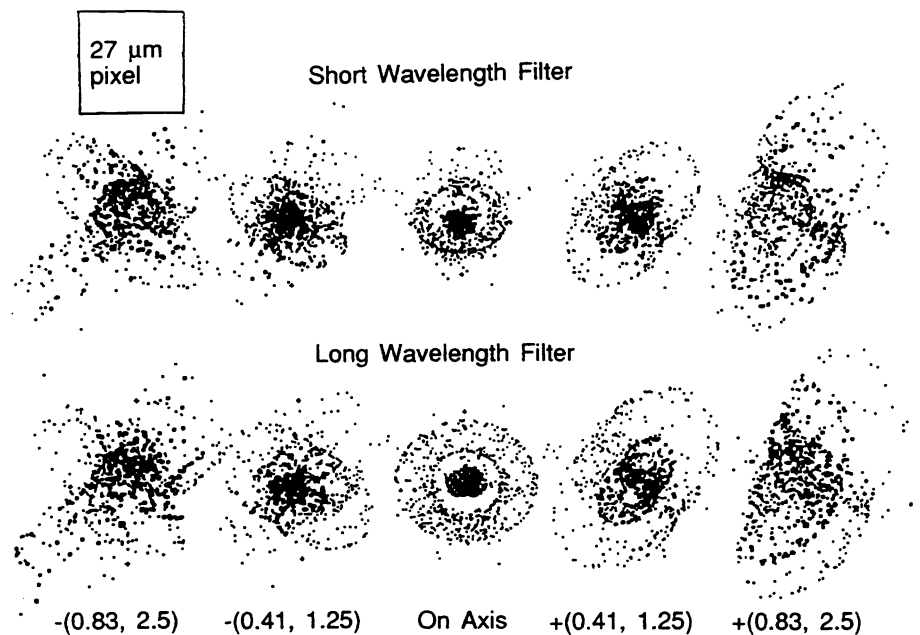 27 µm
pixel
Short Wavelength Filter
Long Wavelength Filter
-(0.83, 2.5) -(0.41, 1.25) On Axis +(0.41, 1.25) +(0.83, 2.5)